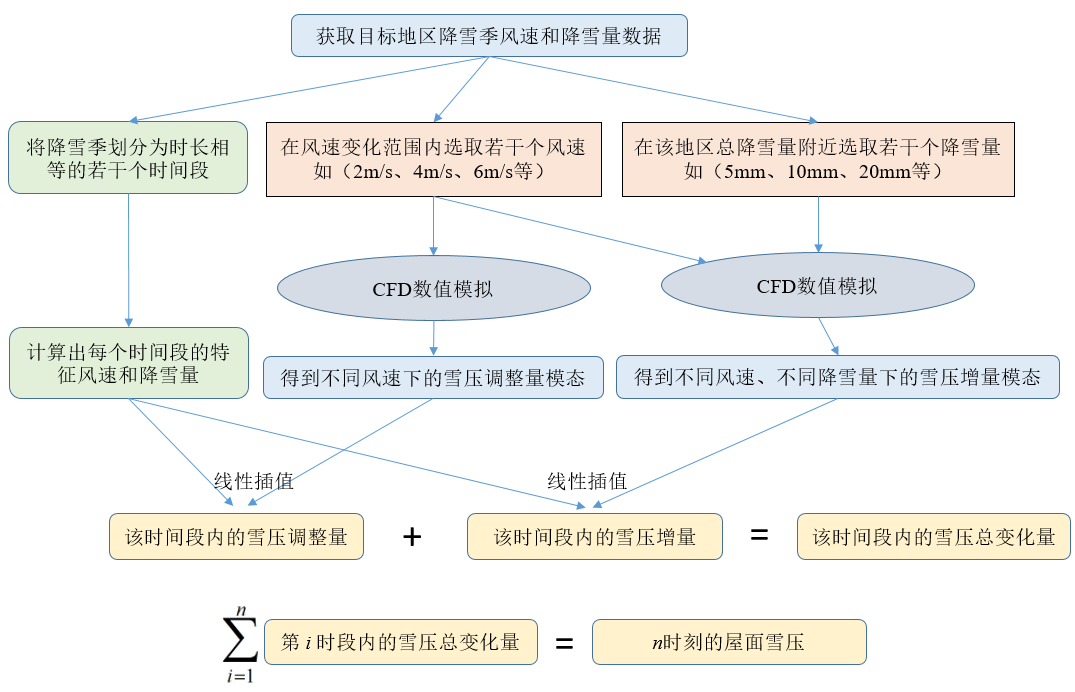 获取目标地区降雪季风速和降雪量数据
将降雪季划分为时长相
等的若干个时间段
在风速变化范围内选取若干个风速
如（2m/s、4m/s、6m/s等）
在该地区总降雪量附近选取若干个降雪量
如（5mm、10mm、20mm等）
CFD数值模拟
CFD数值模拟
计算出每个时间段的特
征风速和降雪量
得到不同风速下的雪压调整量模态
得到不同风速、不同降雪量下的雪压增量模态
线性插值
线性插值
该时间段内的雪压调整量 + 该时间段内的雪压增量 = 该时间段内的雪压总变化量
n
∑ 第 i 时段内的雪压总变化量 = n时刻的屋面雪压
i=1